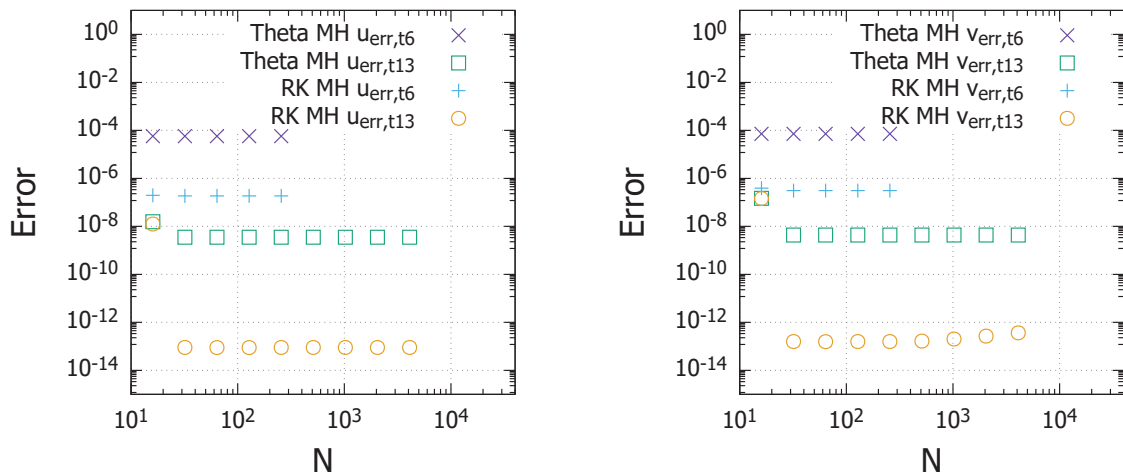 10^0
10^-2
10^-4
10^-6
10^-8
10^-10
10^-12
10^-14
Error
Theta MH u_err,t6
Theta MH u_err,t13
RK MH u_err,t6
RK MH u_err,t13
10^1
10^2
10^3
10^4
N
10^0
10^-2
10^-4
10^-6
10^-8
10^-10
10^-12
10^-14
Error
Theta MH v_err,t6
Theta MH v_err,t13
RK MH v_err,t6
RK MH v_err,t13
10^1
10^2
10^3
10^4
N